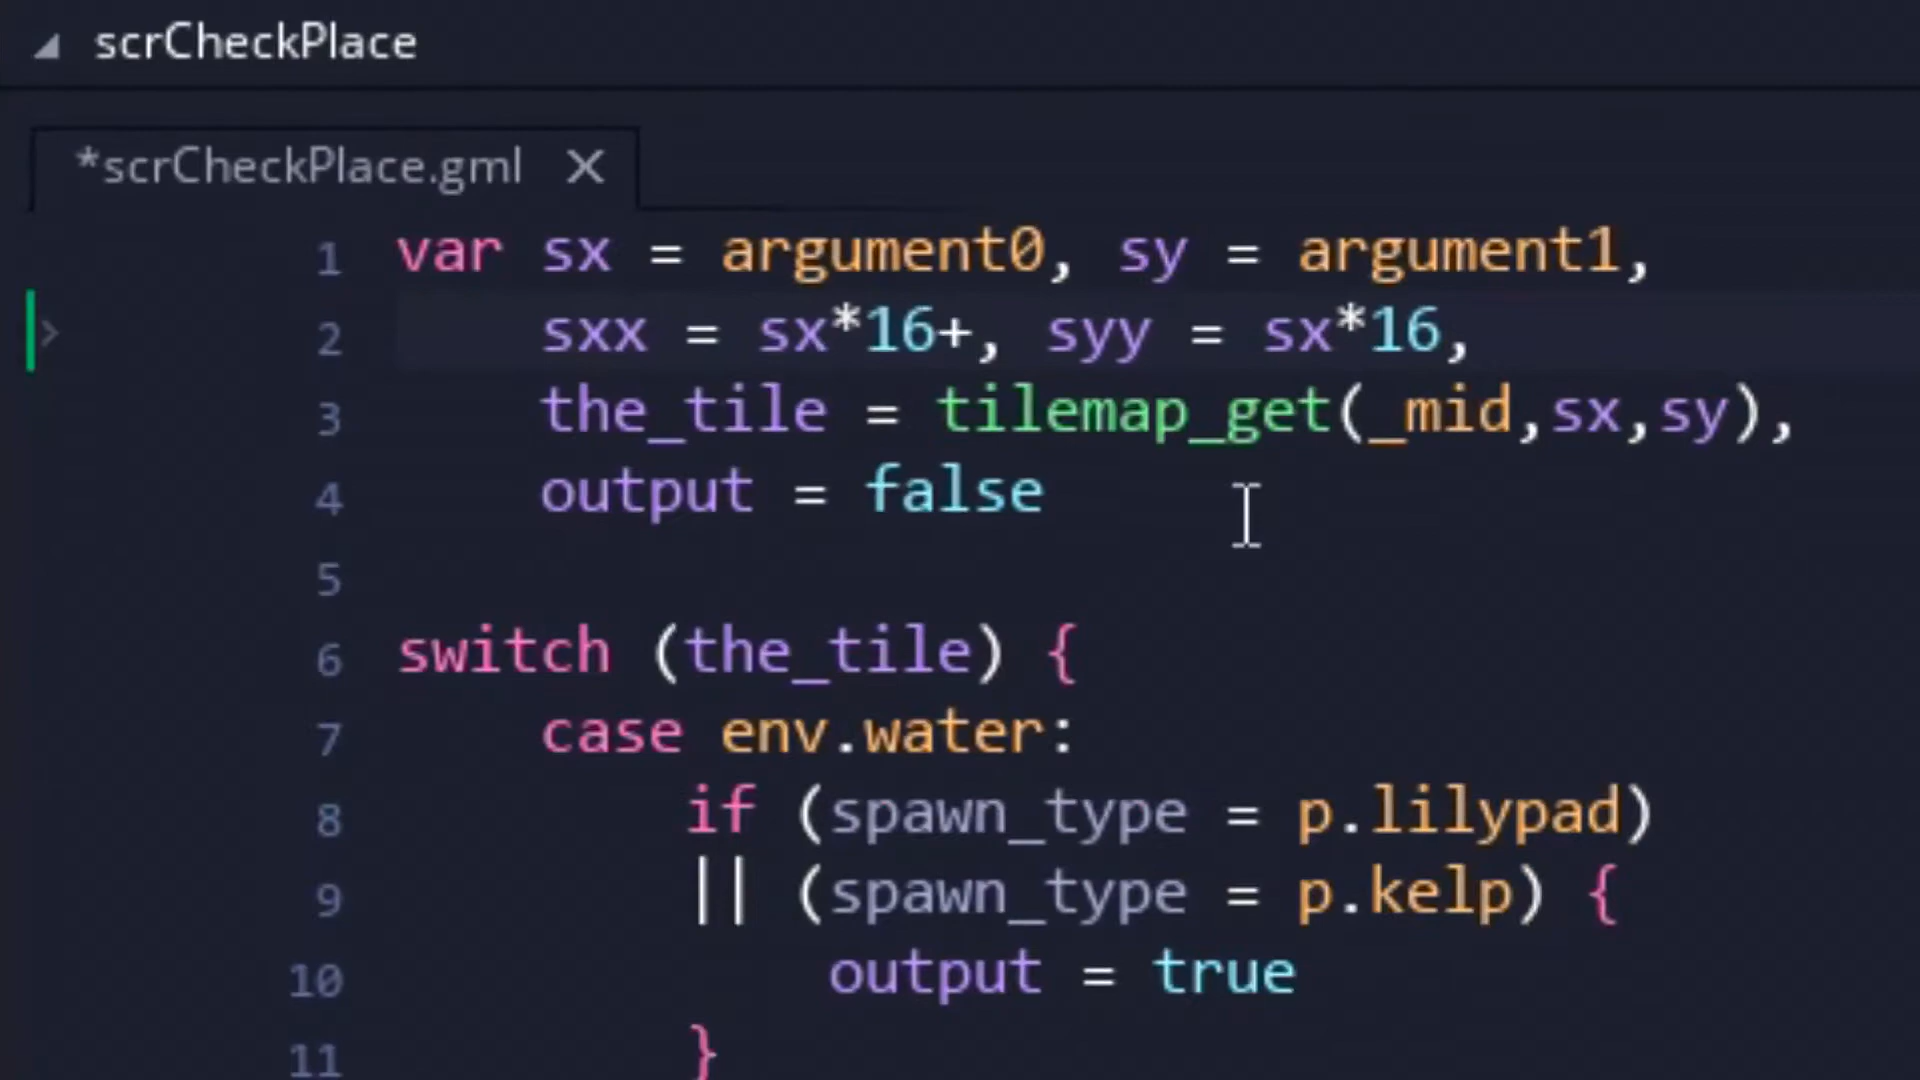 scrCheckPlace
*scrCheckPlace.gml X
1 var sx = argument0, sy = argument1,
2 sxx = sx*16+, syy = sx*16,
3 the_tile = tilemap_get(_mid,sx,sy),
4 output = false
5
6 switch (the_tile) {
7 case env.water:
8 if (spawn_type = p.lilypad)
9 || (spawn_type = p.kelp) {
10 output = true
11 }